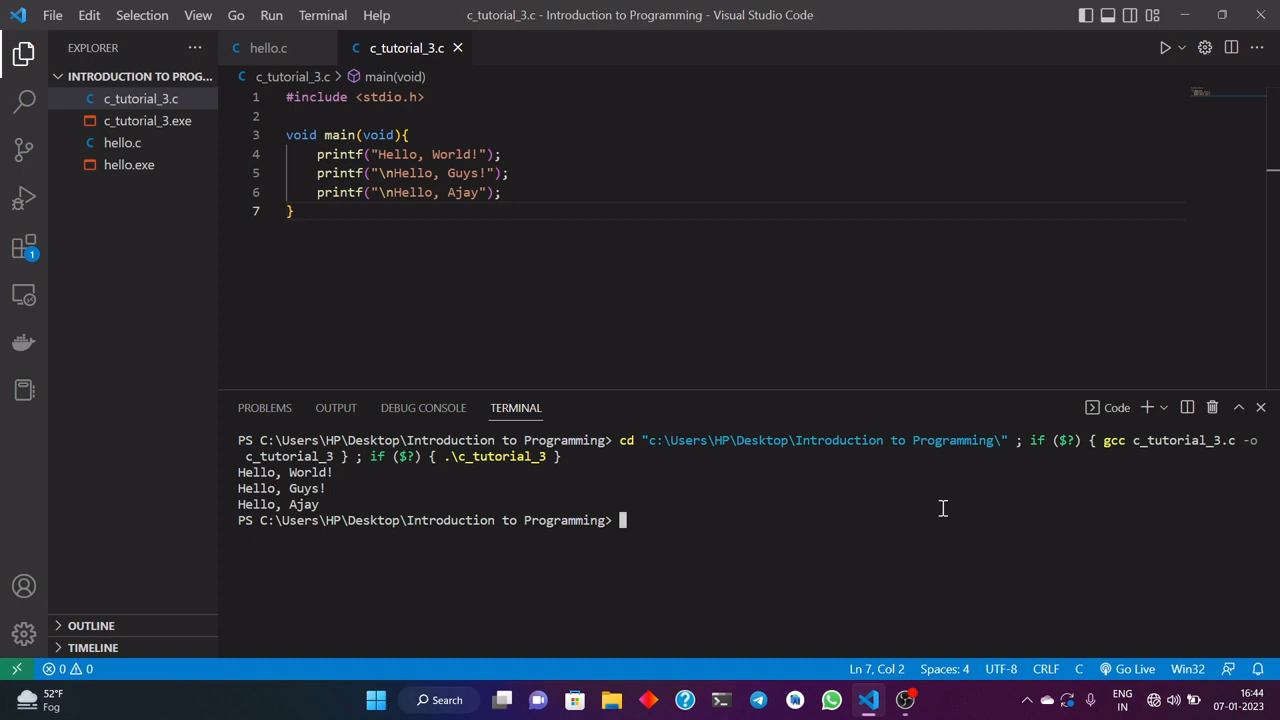 File Edit Selection View Go Run Terminal Help
c_tutorial_3.c - Introduction to Programming - Visual Studio Code
EXPLORER
INTRODUCTION TO PROG...
c_tutorial_3.c
c_tutorial_3.exe
hello.c
hello.exe
OUTLINE
TIMELINE
1
hello.c
c_tutorial_3.c
c_tutorial_3.c > main(void)
1 #include <stdio.h>
2
3 void main(void){
4 printf("Hello, World!");
5 printf("\nHello, Guys!");
6 printf("\nHello, Ajay");
7 }
PROBLEMS OUTPUT DEBUG CONSOLE TERMINAL
Code
PS C:\Users\HP\Desktop\Introduction to Programming> cd "c:\Users\HP\Desktop\Introduction to Programming\" ; if ($?) { gcc c_tutorial_3.c -o
c_tutorial_3 } ; if ($?) { .\c_tutorial_3 }
Hello, World!
Hello, Guys!
Hello, Ajay
PS C:\Users\HP\Desktop\Introduction to Programming>
0 0
Ln 7, Col 2 Spaces: 4 UTF-8 CRLF C Go Live Win32
52°F
Fog
Search
ENG
IN
16:44
07-01-2023